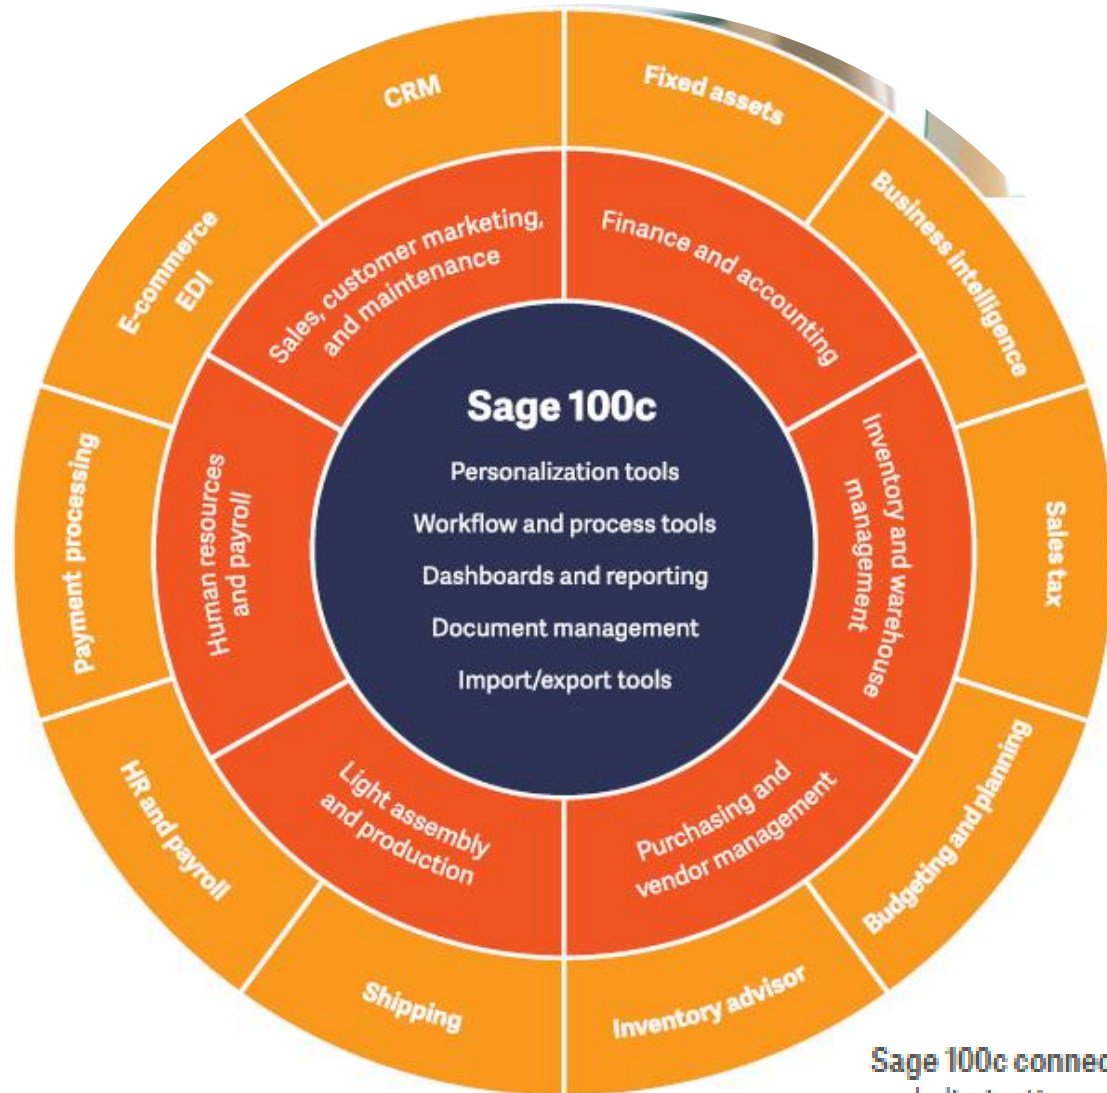 Sage 100c
Personalization tools
Workflow and process tools
Dashboards and reporting
Document management
Import/export tools
Finance and accounting
Inventory and warehouse
management
Purchasing and
vendor management
Light assembly
and production
Human resources
and payroll
Sales, customer marketing,
and maintenance
Fixed assets
Business intelligence
Sales tax
Budgeting and planning
Inventory advisor
Shipping
HR and payroll
Payment processing
E-commerce
EDI
CRM
Sage 100c